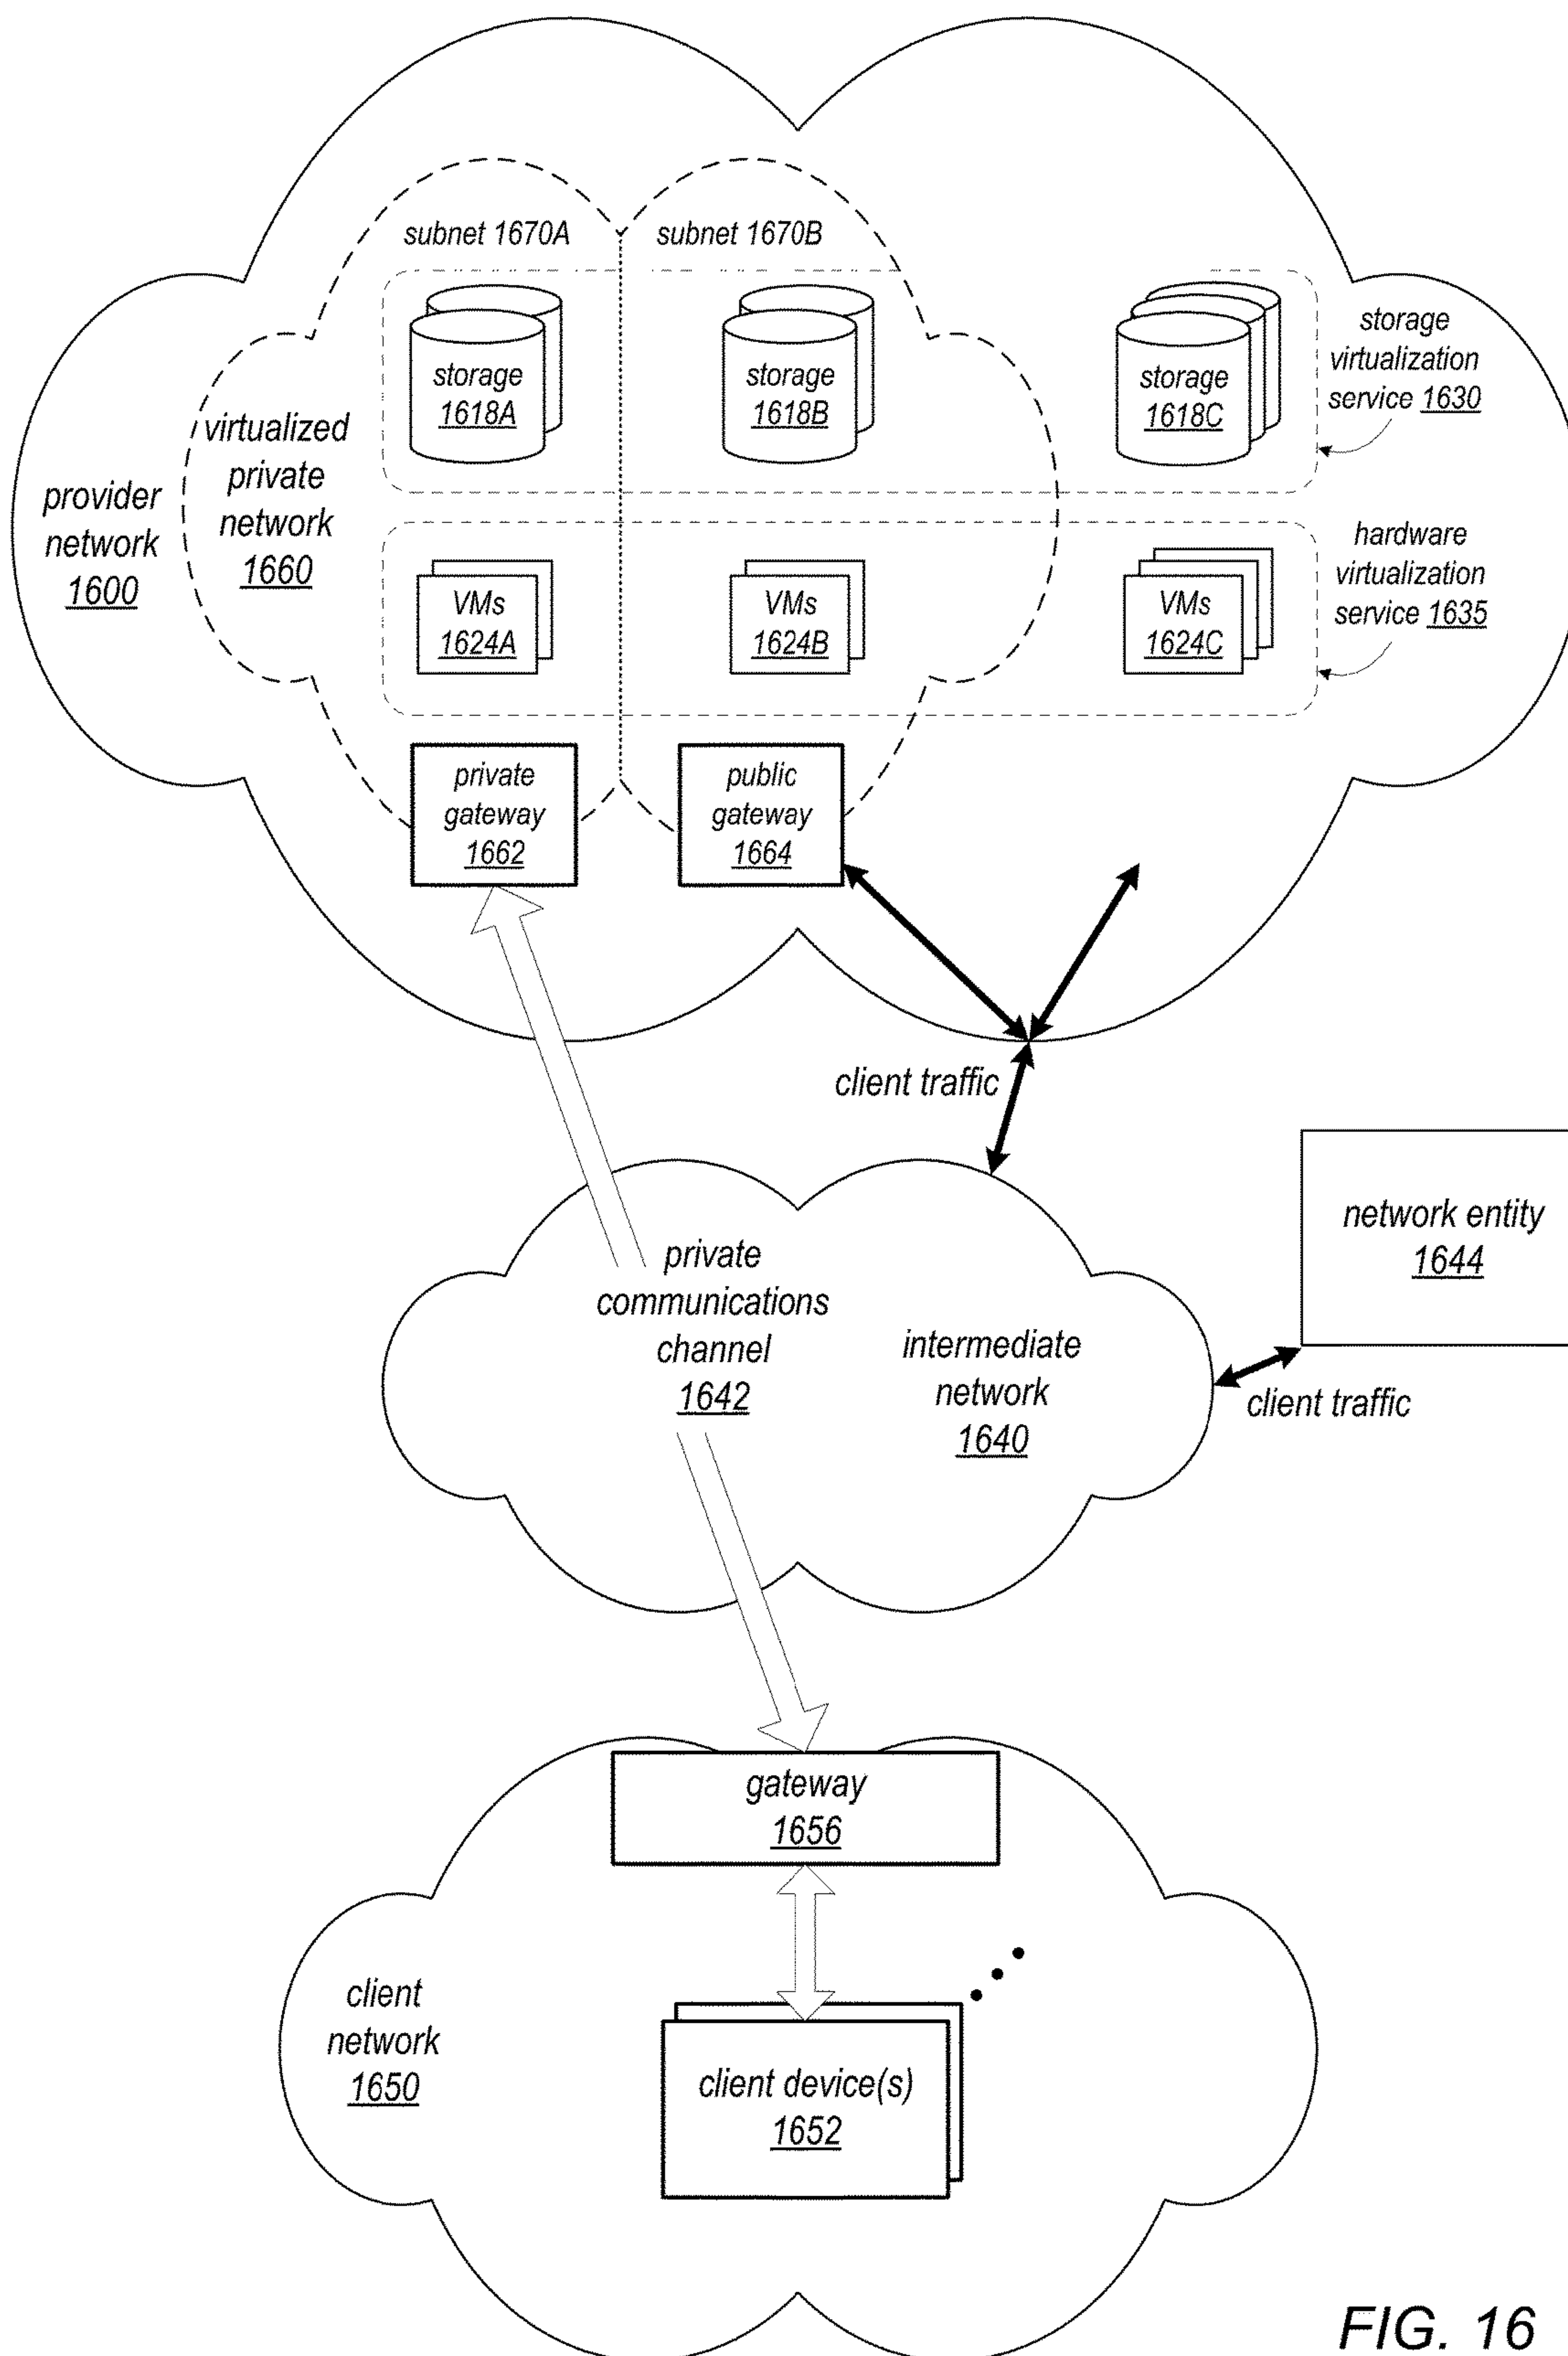 subnet 1670A
subnet 1670B
storage
1618A
storage
1618B
storage
1618C
storage
virtualization
service 1630
provider
network
1600
virtualized
private
network
1660
VMs
1624A
VMs
1624B
VMs
1624C
hardware
virtualization
service 1635
private
gateway
1662
public
gateway
1664
client traffic
network entity
1644
private
communications
channel
1642
intermediate
network
1640
client traffic
gateway
1656
client
network
1650
client device(s)
1652
FIG. 16